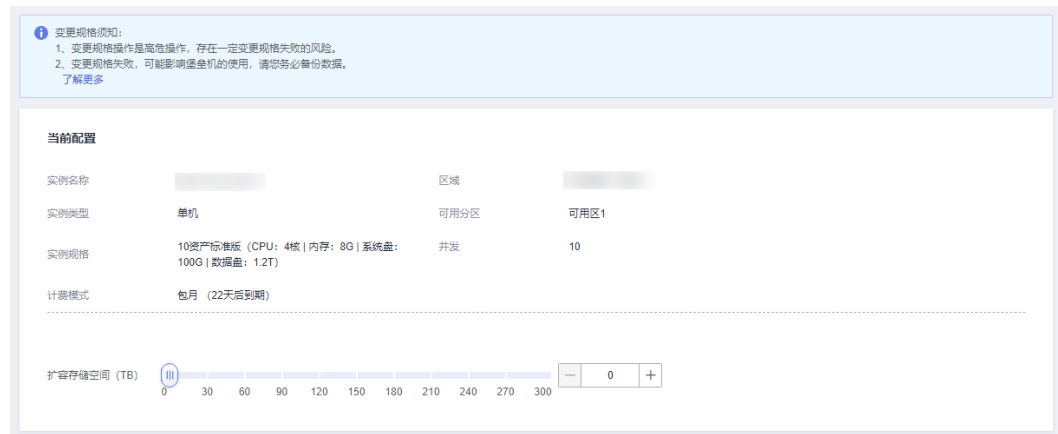 变更规格须知:
1、变更规格操作是高危操作，存在一定变更规格失败的风险。
2、变更规格失败，可能影响堡垒机的使用，请您务必备份数据。
了解更多
当前配置
实例名称
区域
实例类型 单机 可用分区 可用区1
实例规格 10资产标准版（CPU：4核 | 内存：8G | 系统盘：
100G | 数据盘：1.2T） 并发 10
计费模式 包月 （22天后到期）
扩容存储空间（TB） 0 30 60 90 120 150 180 210 240 270 300 — 0 +